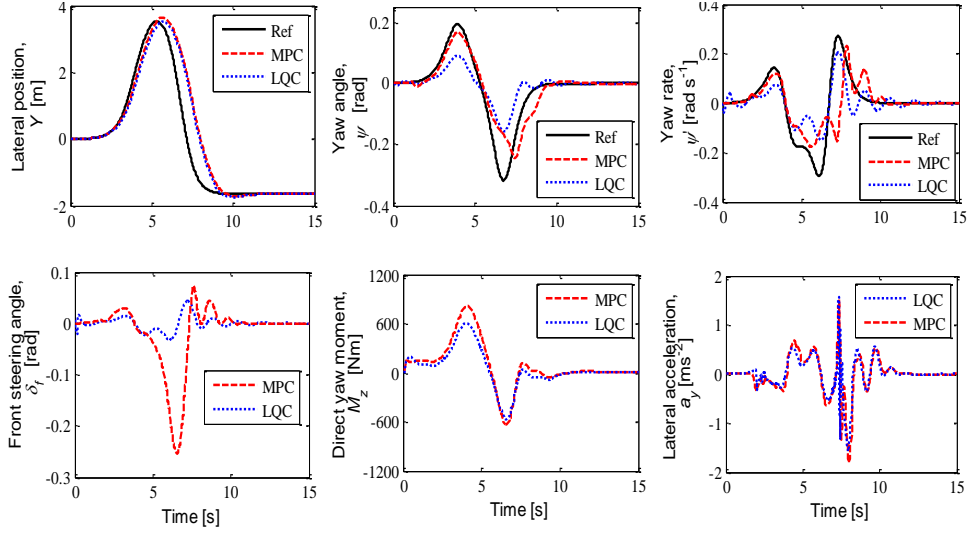 Lateral position,
Y [m]
4
2
0
-2
0 5 10 15
Ref
MPC
LQC
Yaw angle,
ψ [rad]
0.4
0
-0.4
0 5 10 15
Ref
MPC
LQC
Yaw rate,
ψ' [rad s-1]
0.4
0.2
0
-0.2
-0.4
0 5 10 15
Ref
MPC
LQC
Front steering angle,
δf [rad]
0.1
0
-0.1
-0.2
-0.3
0 5 10 15
Time [s]
MPC
LQC
Direct yaw moment,
Mz [Nm]
1200
600
0
-600
-1200
0 5 10 15
Time [s]
MPC
LQC
Lateral acceleration,
ay [ms-2]
2
1
0
-1
-2
0 5 10 15
Time [s]
LQC
MPC